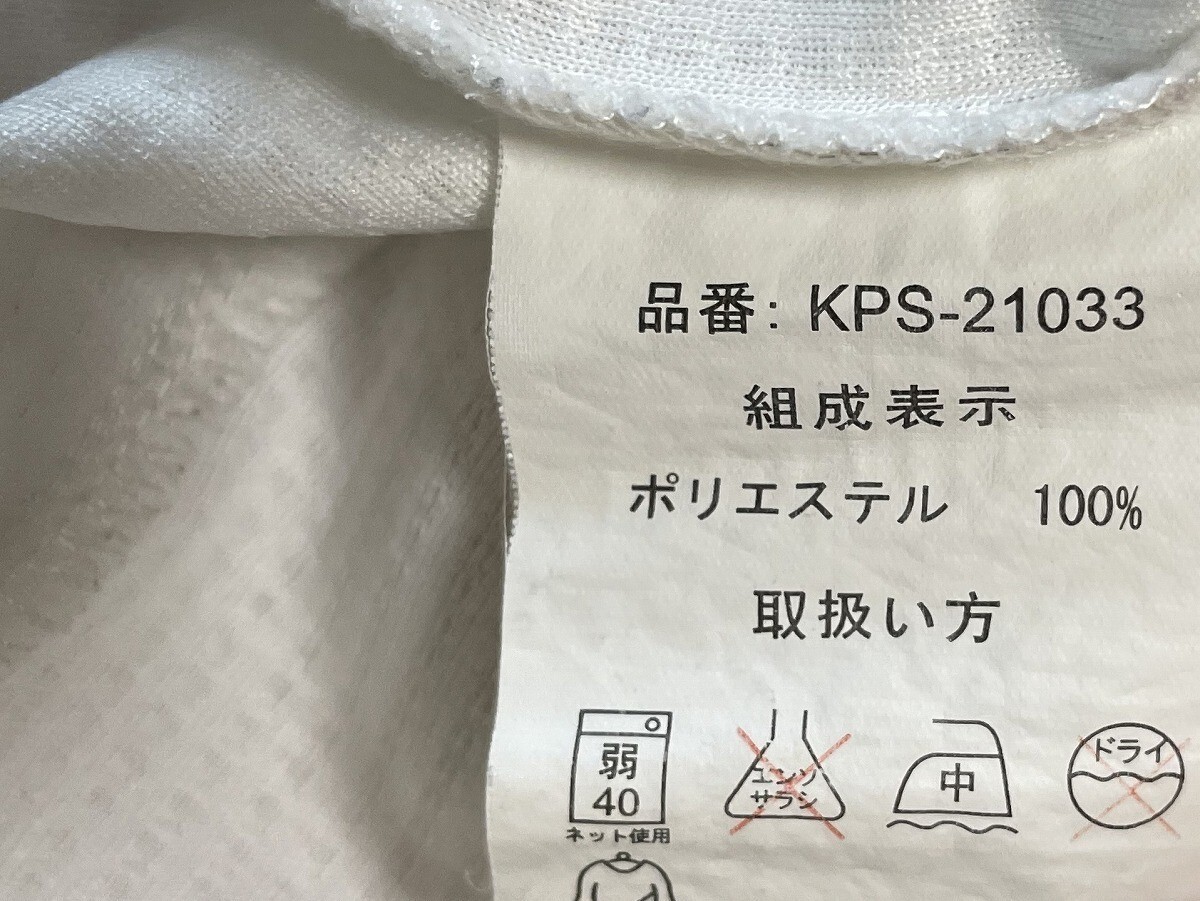 品番: KPS-21033
組成表示
ポリエステル 100%
取扱い方
弱
40
ネット使用
エンソ
サラシ
中
ドライ